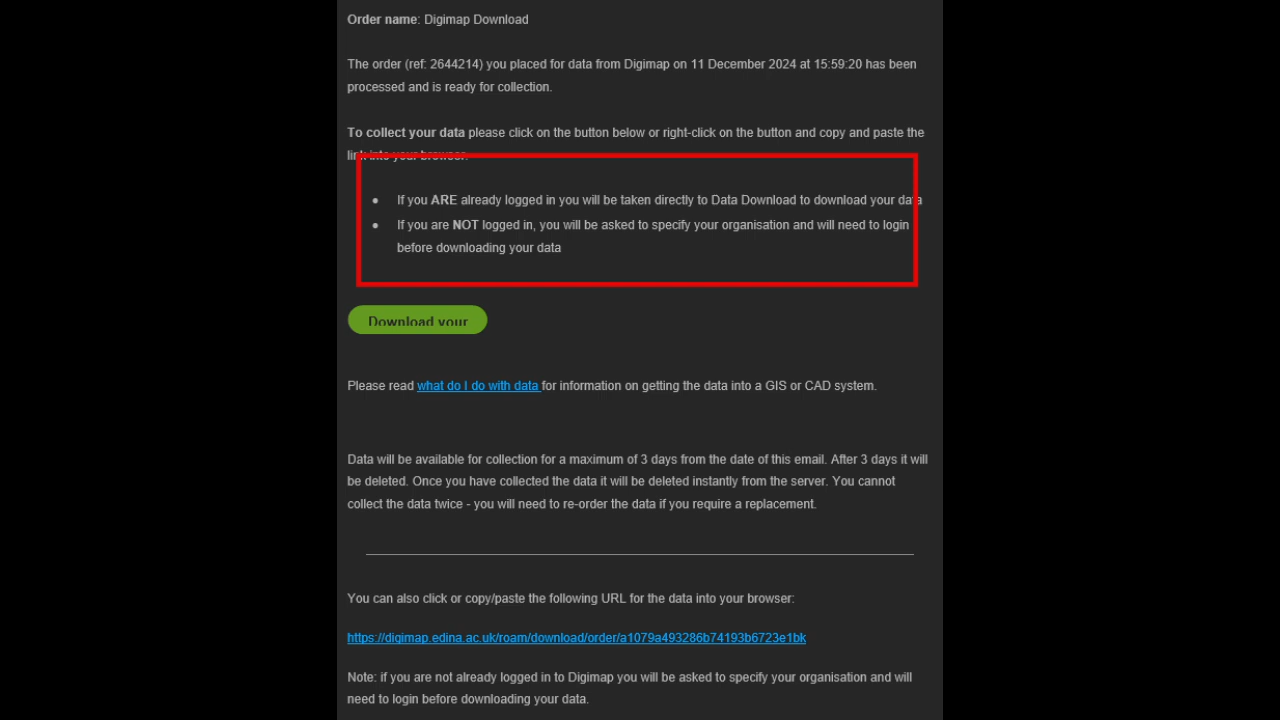 Order name: Digimap Download
The order (ref: 2644214) you placed for data from Digimap on 11 December 2024 at 15:59:20 has been
processed and is ready for collection.
To collect your data please click on the button below or right-click on the button and copy and paste the
link into your browser.
• If you ARE already logged in you will be taken directly to Data Download to download your data
• If you are NOT logged in, you will be asked to specify your organisation and will need to login
before downloading your data
Download your
Please read what do I do with data for information on getting the data into a GIS or CAD system.
Data will be available for collection for a maximum of 3 days from the date of this email. After 3 days it will
be deleted. Once you have collected the data it will be deleted instantly from the server. You cannot
collect the data twice - you will need to re-order the data if you require a replacement.
You can also click or copy/paste the following URL for the data into your browser:
https://digimap.edina.ac.uk/roam/download/order/a1079a493286b74193b6723e1bk
Note: if you are not already logged in to Digimap you will be asked to specify your organisation and will
need to login before downloading your data.